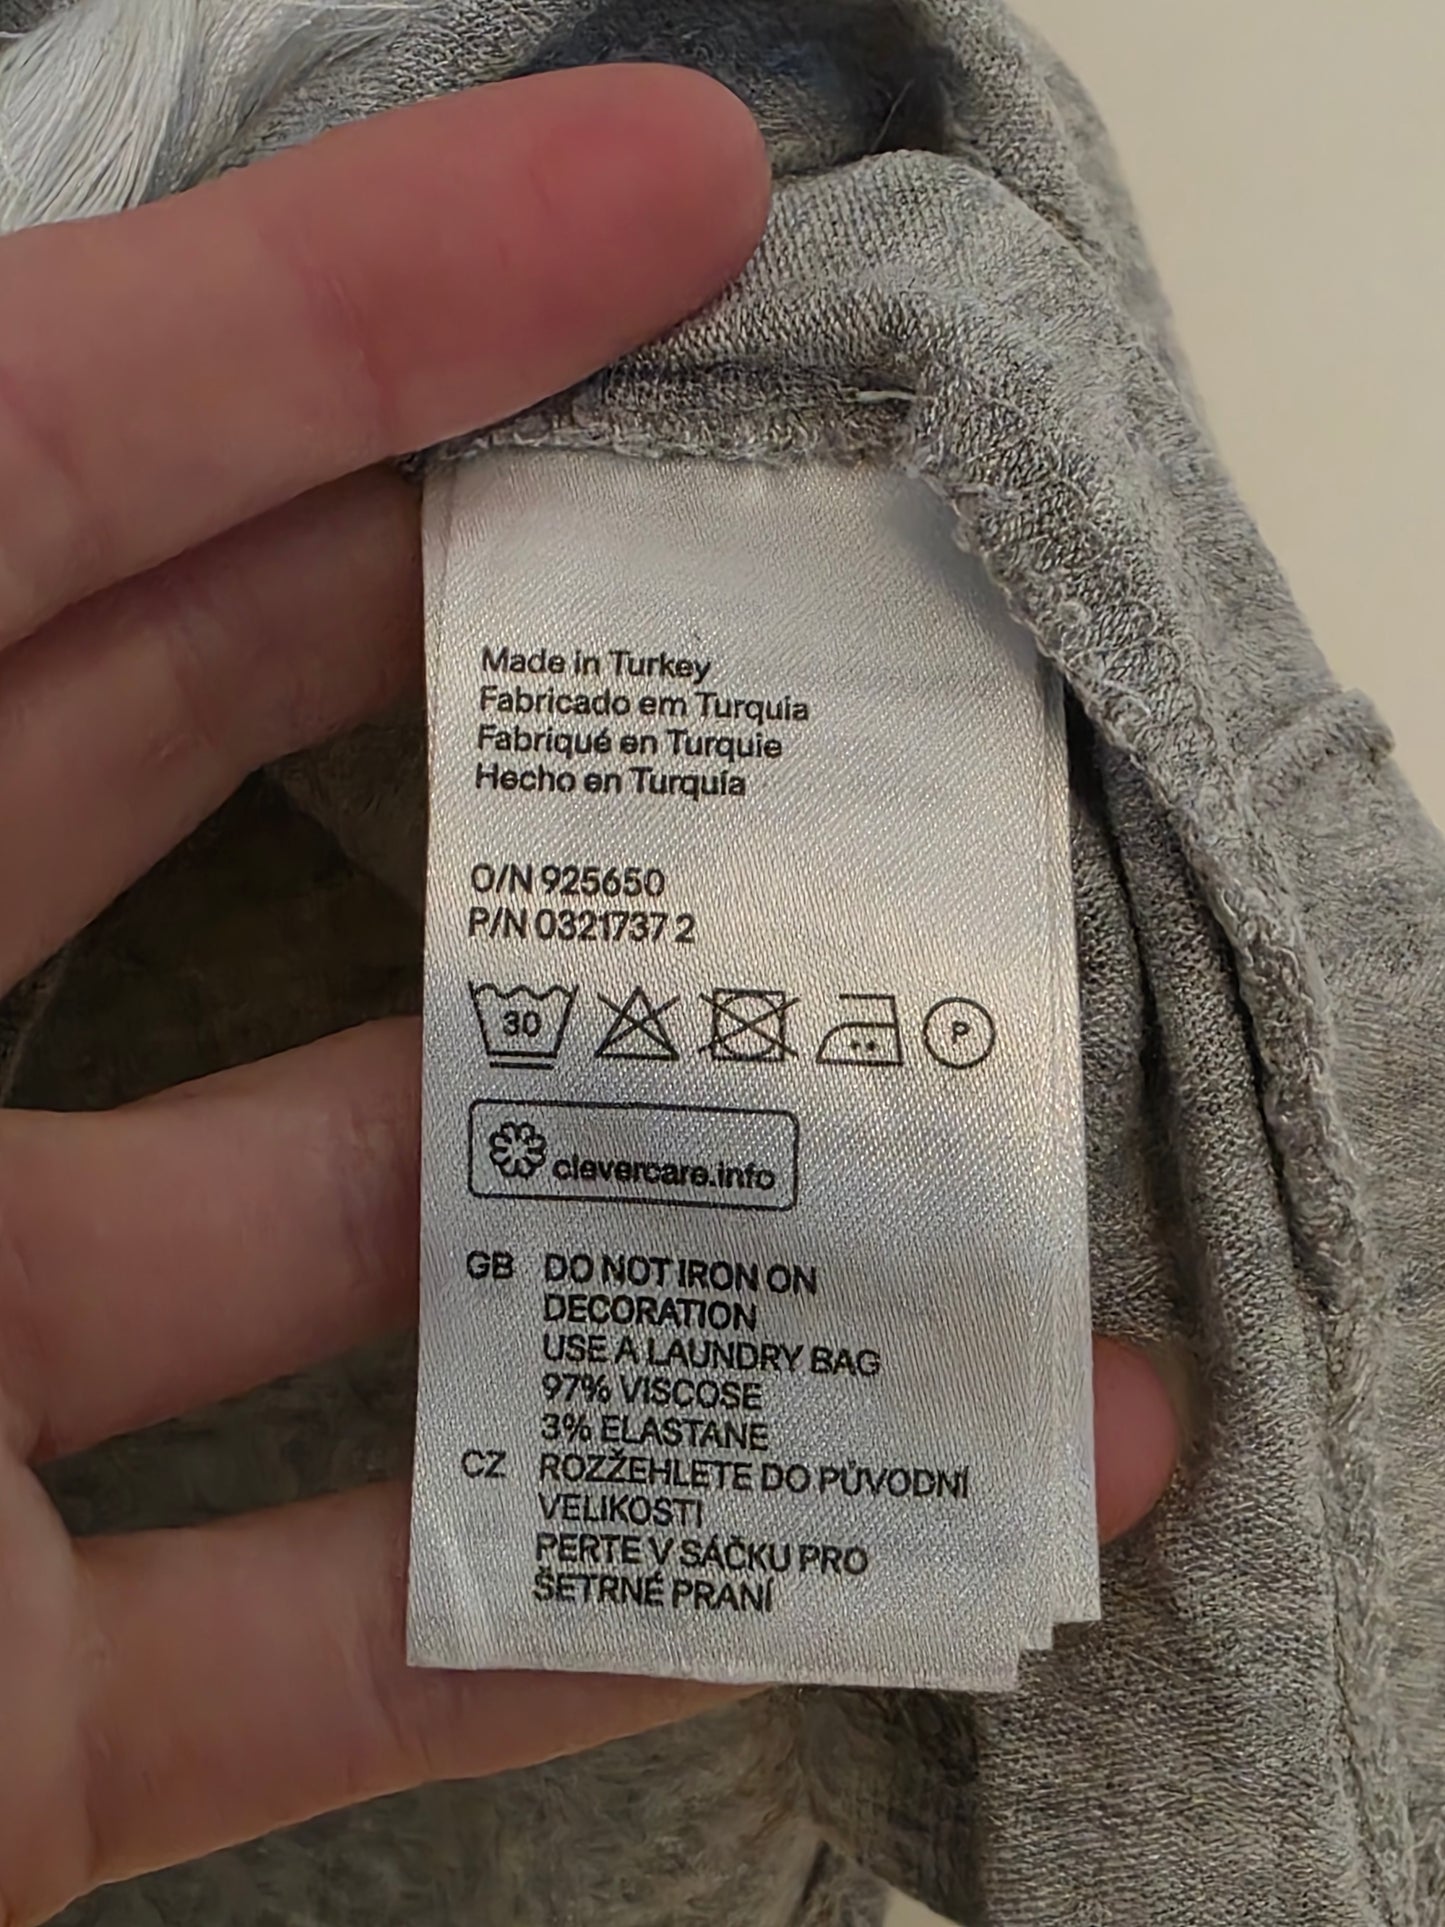 Made in Turkey
Fabricado em Turquia
Fabriqué en Turquie
Hecho en Turquía
O/N 925650
P/N 0321737 2
30 P
clevercare.info
GB DO NOT IRON ON
DECORATION
USE A LAUNDRY BAG
97% VISCOSE
3% ELASTANE
CZ ROZŽEHLETE DO PŮVODNÍ
VELIKOSTI
PERTE V SÁČKU PRO
ŠETRNÉ PRANÍ